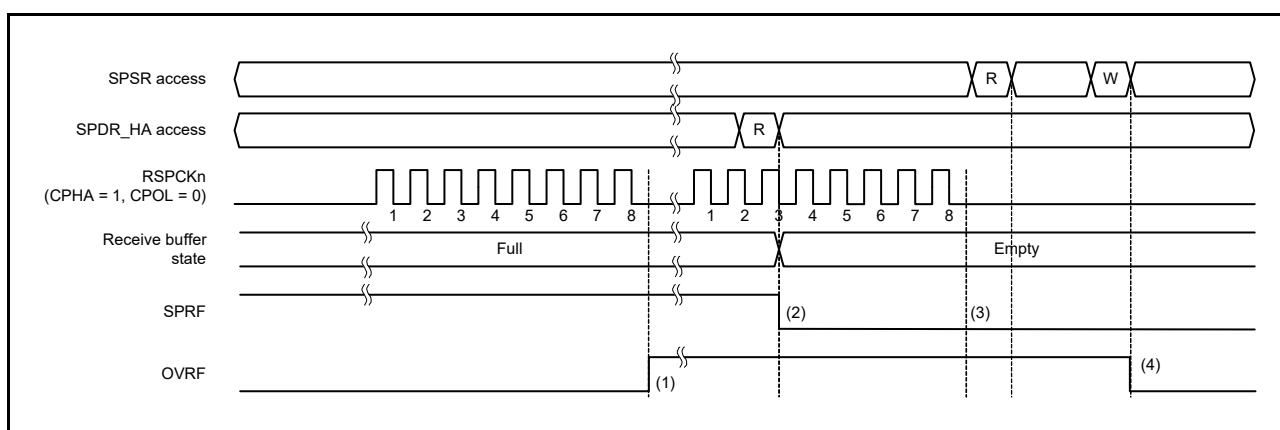 SPSR access
R
W
SPDR_HA access
R
RSPCKn
(CPHA = 1, CPOL = 0)
1 2 3 4 5 6 7 8
1 2 3 4 5 6 7 8
Receive buffer
state
Full
Empty
SPRF
(2)
(3)
OVRF
(1)
(4)